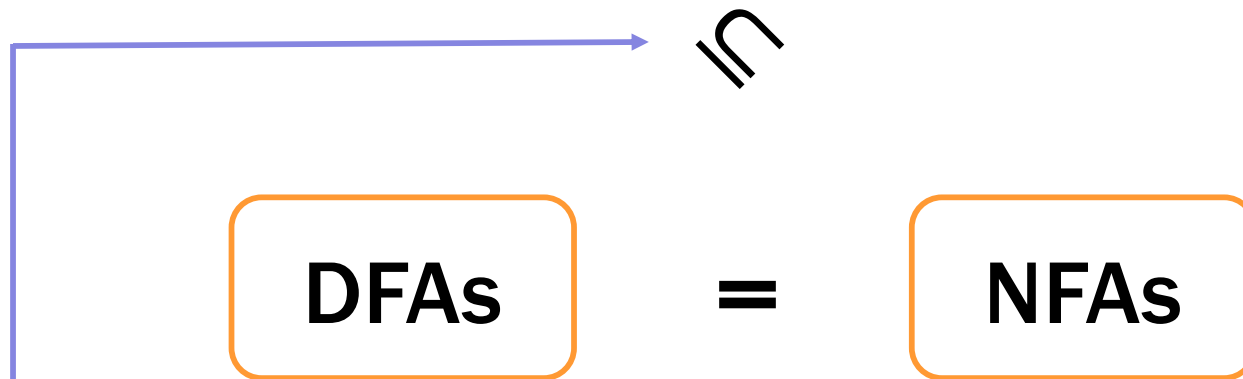 ⊆
DFAs = NFAs